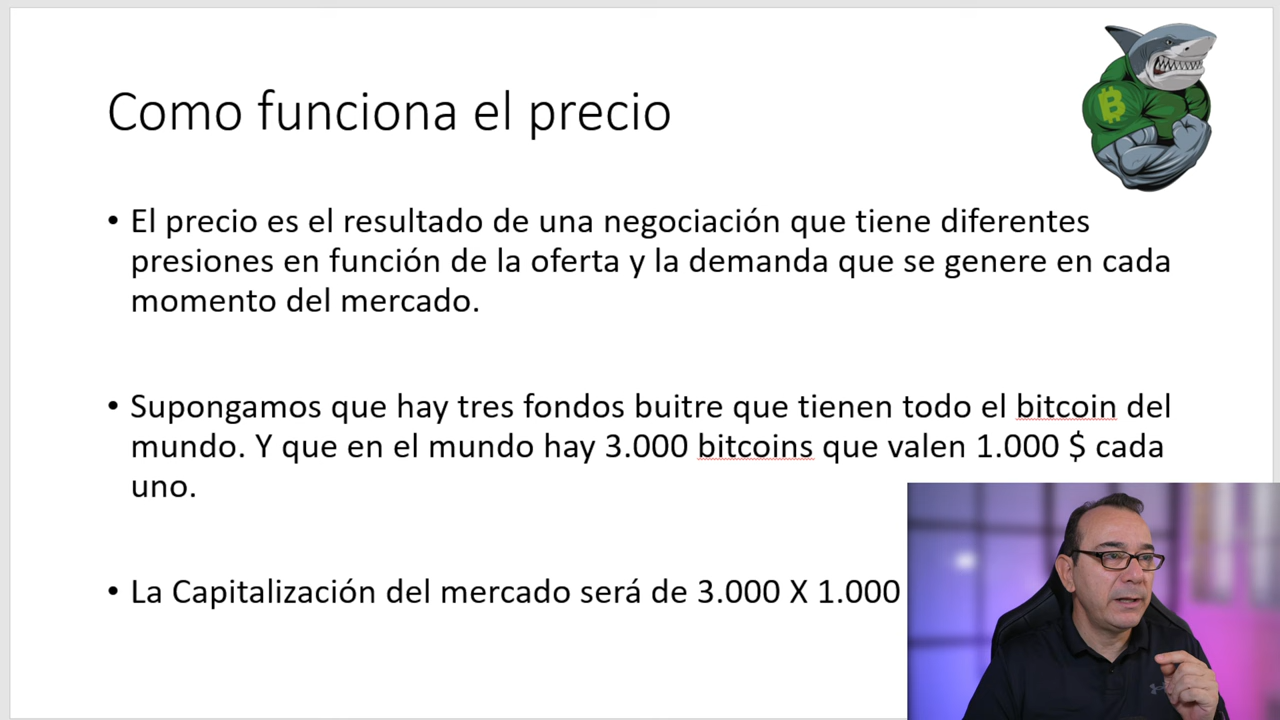 Como funciona el precio
• El precio es el resultado de una negociación que tiene diferentes
presiones en función de la oferta y la demanda que se genere en cada
momento del mercado.
• Supongamos que hay tres fondos buitre que tienen todo el bitcoin del
mundo. Y que en el mundo hay 3.000 bitcoins que valen 1.000 $ cada
uno.
• La Capitalización del mercado será de 3.000 X 1.000